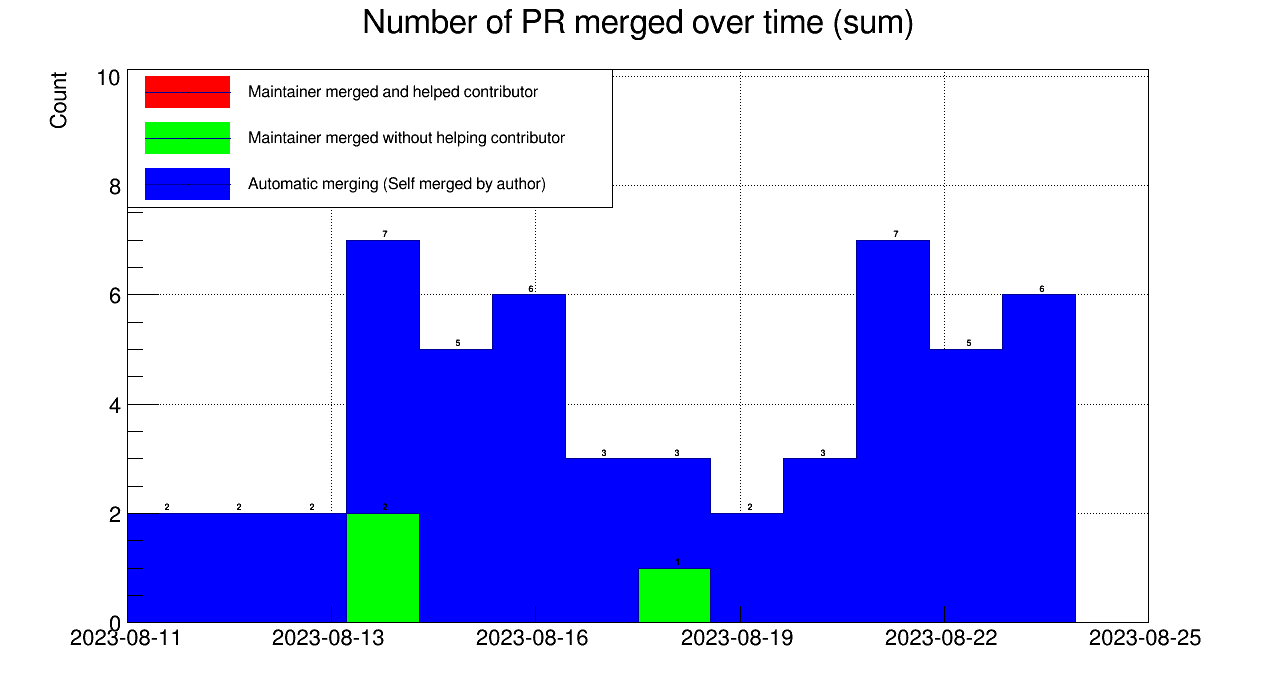 Number of PR merged over time (sum)
Count
10
8
6
4
2
0
Maintainer merged and helped contributor
Maintainer merged without helping contributor
Automatic merging (Self merged by author)
2 2 2 7 5 6 3 3 2 3 7 5 6
2 1
2023-08-11 2023-08-13 2023-08-16 2023-08-19 2023-08-22 2023-08-25